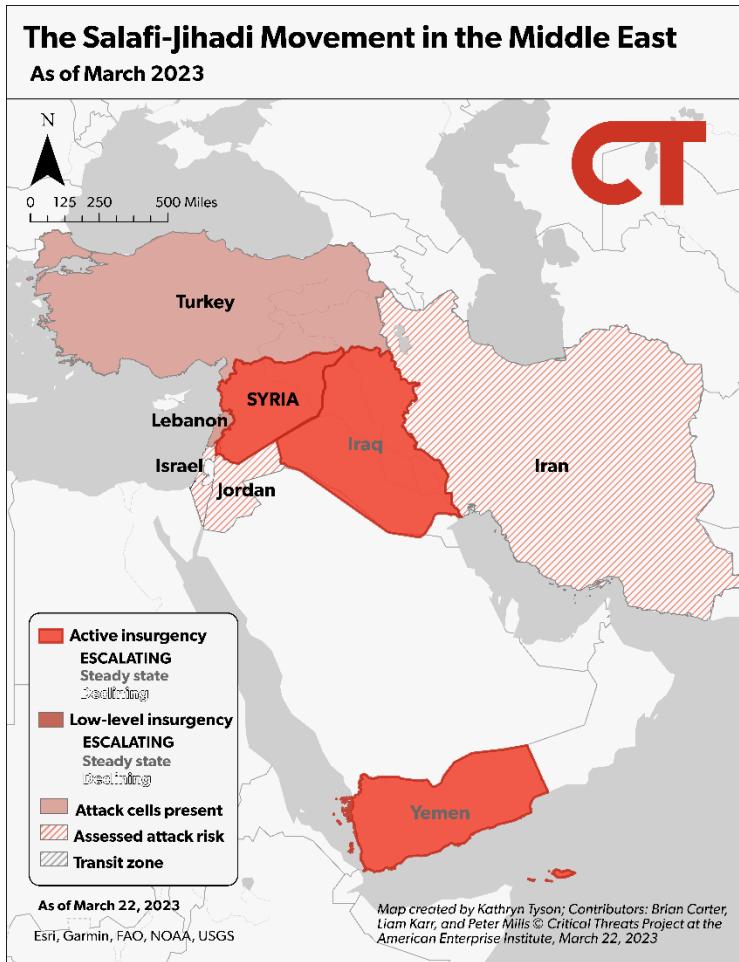 The Salafi-Jihadi Movement in the Middle East
As of March 2023
N
0 125 250 500 Miles
CT
Turkey
SYRIA
Lebanon
Iraq
Israel
Jordan
Iran
Active insurgency
ESCALATING
Steady state
Declining
Low-level insurgency
ESCALATING
Steady state
Declining
Attack cells present
Assessed attack risk
Transit zone
Yemen
As of March 22, 2023
Esri, Garmin, FAO, NOAA, USGS
Map created by Kathryn Tyson; Contributors: Brian Carter,
Liam Karr, and Peter Mills © Critical Threats Project at the
American Enterprise Institute, March 22, 2023